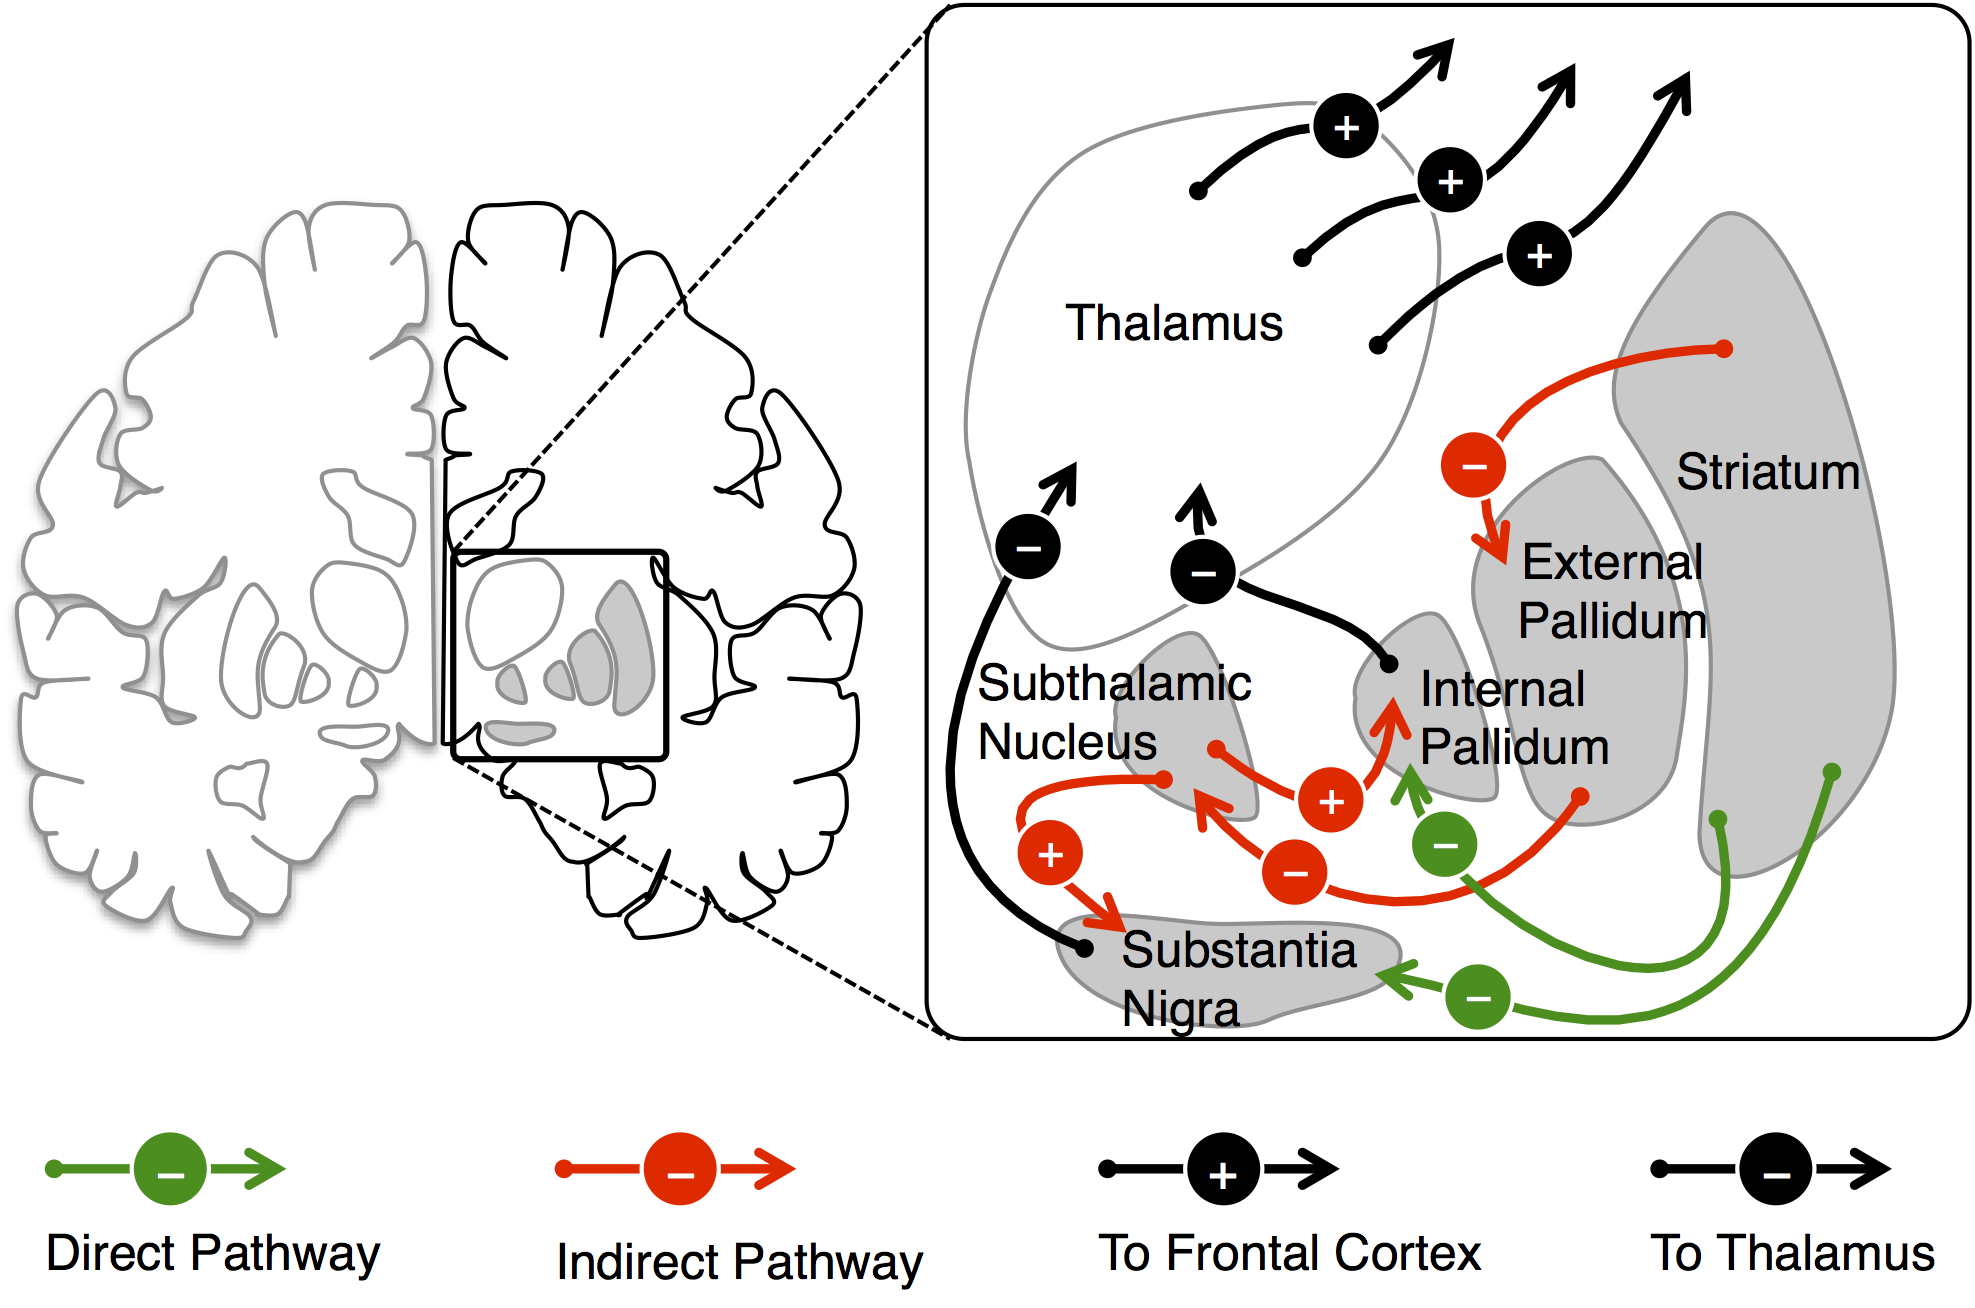 +
+
+
Thalamus
Striatum
–
–
–
External
Pallidum
Subthalamic
Nucleus
Internal
Pallidum
+
+
–
–
Substantia
Nigra
–
–
–
+
–
Direct Pathway
Indirect Pathway
To Frontal Cortex
To Thalamus